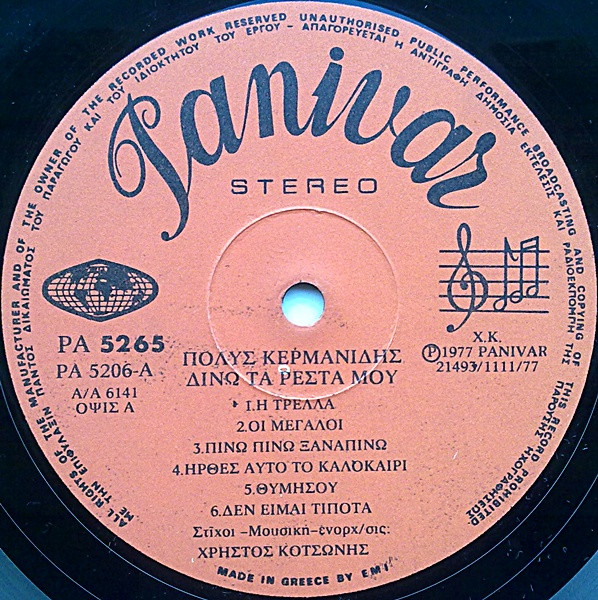 ALL RIGHTS OF THE MANUFACTURER AND OF THE OWNER OF THE RECORDED WORK RESERVED UNAUTHORISED PUBLIC PERFORMANCE BROADCASTING AND COPYING OF THIS RECORD PROHIBITED
ΜΕ ΤΗΝ ΕΠΙΦΥΛΑΞΙΝ ΠΑΝΤΟΣ ΔΙΚΑΙΩΜΑΤΟΣ ΤΟΥ ΠΑΡΑΓΩΓΟΥ ΚΑΙ ΤΟΥ ΙΔΙΟΚΤΗΤΟΥ ΤΟΥ ΕΡΓΟΥ - ΑΠΑΓΟΡΕΥΕΤΑΙ Η ΑΝΤΙΓΡΑΦΗ ΔΗΜΟΣΙΑ ΕΚΤΕΛΕΣΙΣ ΚΑΙ ΡΑΔΙΟΕΚΠΟΜΠΗ ΤΗΣ ΠΑΡΟΥΣΗΣ ΗΧΟΓΡΑΦΗΣΕΩΣ
Panivar
STEREO
PA 5265
PA 5206-A
A/A 6141
ΟΨΙΣ Α
Χ.Κ.
Ⓟ1977 PANIVAR
21493/1111/77
ΠΟΛΥΣ ΚΕΡΜΑΝΙΔΗΣ
ΔΙΝΩ ΤΑ ΡΕΣΤΑ ΜΟΥ
1.Η ΤΡΕΛΛΑ
2.ΟΙ ΜΕΓΑΛΟΙ
3.ΠΙΝΩ ΠΙΝΩ ΞΑΝΑΠΙΝΩ
4.ΗΡΘΕΣ ΑΥΤΟ ΤΟ ΚΑΛΟΚΑΙΡΙ
5.ΘΥΜΗΣΟΥ
6.ΔΕΝ ΕΙΜΑΙ ΤΙΠΟΤΑ
Στίχοι -Μουσική-ένορχ/σις:
ΧΡΗΣΤΟΣ ΚΟΤΣΩΝΗΣ
MADE IN GREECE BY EMI